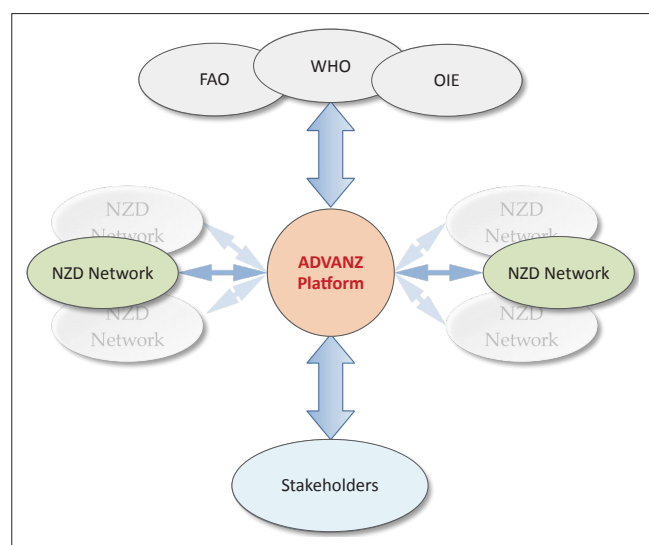 WHO
FAO
OIE
NZD
Network
NZD
Network
NZD Network
ADVANZ
Platform
NZD Network
NZD
Network
NZD
Network
Stakeholders